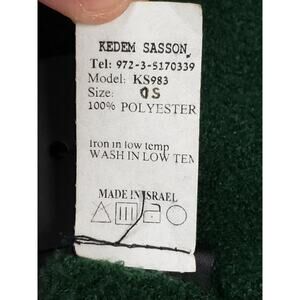 KEDEM SASSON
Tel: 972-3-5170339
Model: KS983
Size: OS
100% POLYESTER
Iron in low temp
WASH IN LOW TEM
MADE IN ISRAEL